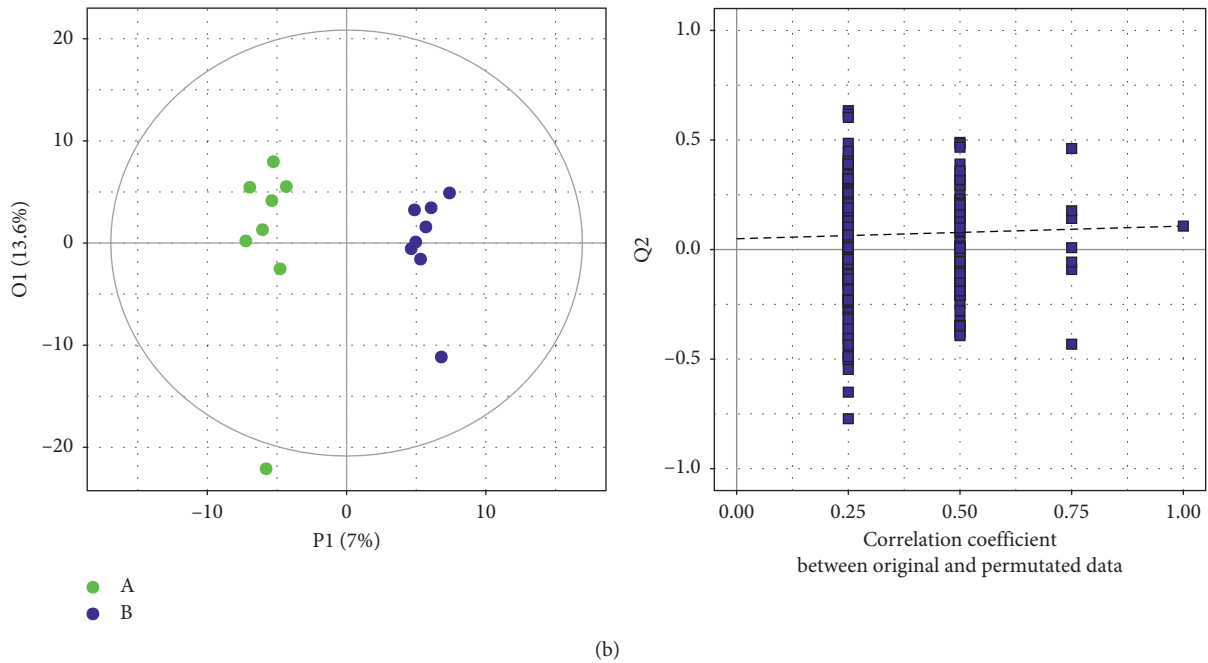 20
10
0
−10
−20
O1 (13.6%)
−10 0 10
P1 (7%)
A
B
1.0
0.5
0.0
−0.5
−1.0
Q2
0.00 0.25 0.50 0.75 1.00
Correlation coefficient
between original and permutated data
(b)